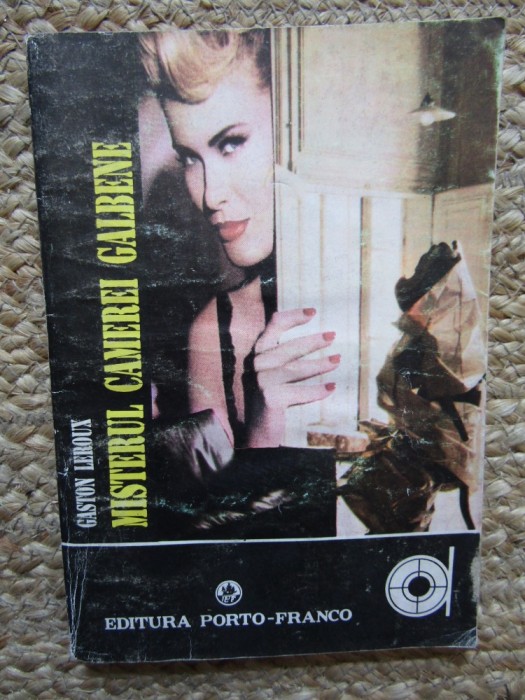 GASTON LEROUX
MISTERUL CAMEREI GALBENE
EDITURA PORTO-FRANCO